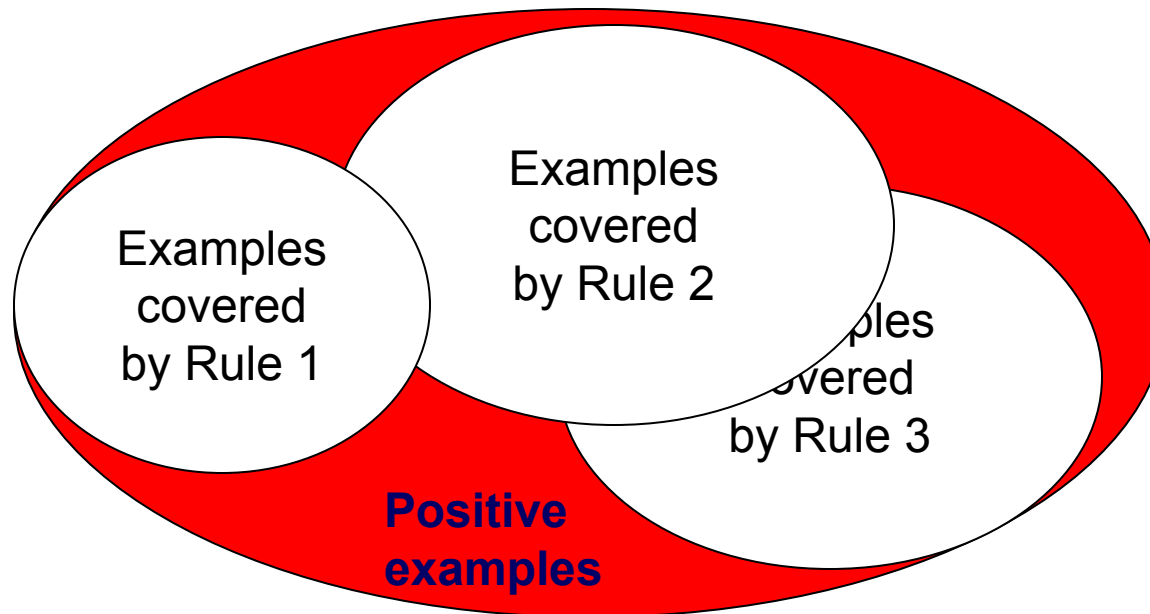 Examples
covered
by Rule 1
Examples
covered
by Rule 2
ples
overed
by Rule 3
Positive
examples